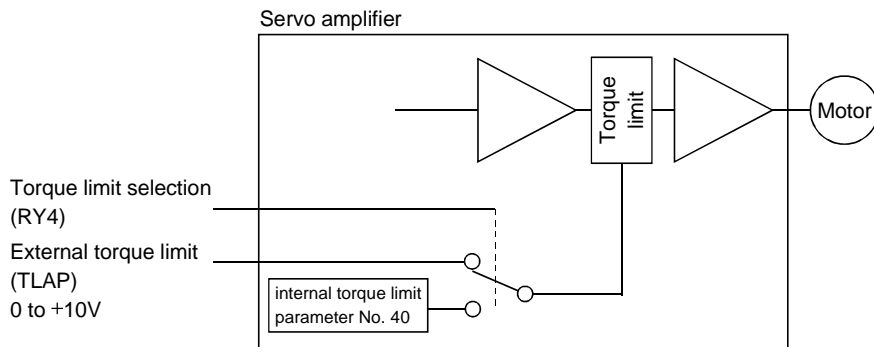 Servo amplifier
Torque
limit
Motor
Torque limit selection
(RY4)
External torque limit
(TLAP)
0 to +10V
internal torque limit
parameter No. 40